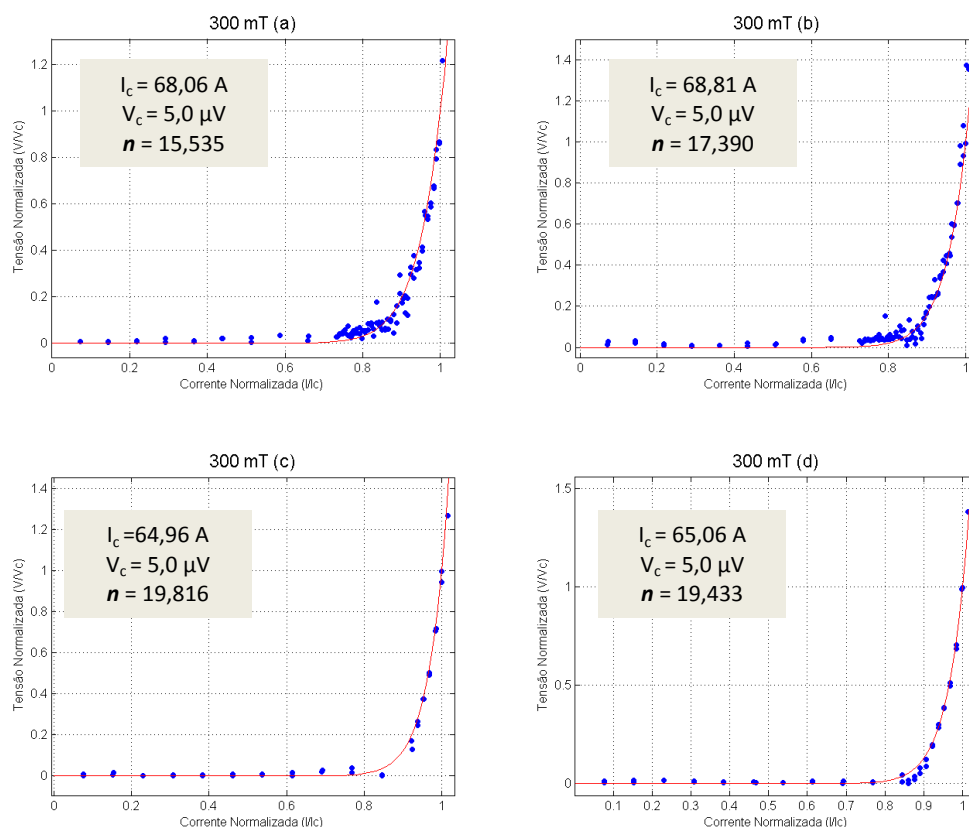 300 mT (a)
1.2
1
0.8
0.6
0.4
0.2
0
Tensão Normalizada (V/Vc)
I_c = 68,06 A
V_c = 5,0 µV
n = 15,535
0 0.2 0.4 0.6 0.8 1
Corrente Normalizada (I/Ic)
300 mT (b)
1.4
1.2
1
0.8
0.6
0.4
0.2
0
Tensão Normalizada (V/Vc)
I_c = 68,81 A
V_c = 5,0 µV
n = 17,390
0 0.2 0.4 0.6 0.8 1
Corrente Normalizada (I/Ic)
300 mT (c)
1.4
1.2
1
0.8
0.6
0.4
0.2
0
Tensão Normalizada (V/Vc)
I_c =64,96 A
V_c = 5,0 µV
n = 19,816
0 0.2 0.4 0.6 0.8 1
Corrente Normalizada (I/Ic)
300 mT (d)
1.5
1
0.5
0
Tensão Normalizada (V/Vc)
I_c = 65,06 A
V_c = 5,0 µV
n = 19,433
0.1 0.2 0.3 0.4 0.5 0.6 0.7 0.8 0.9 1
Corrente Normalizada (I/Ic)